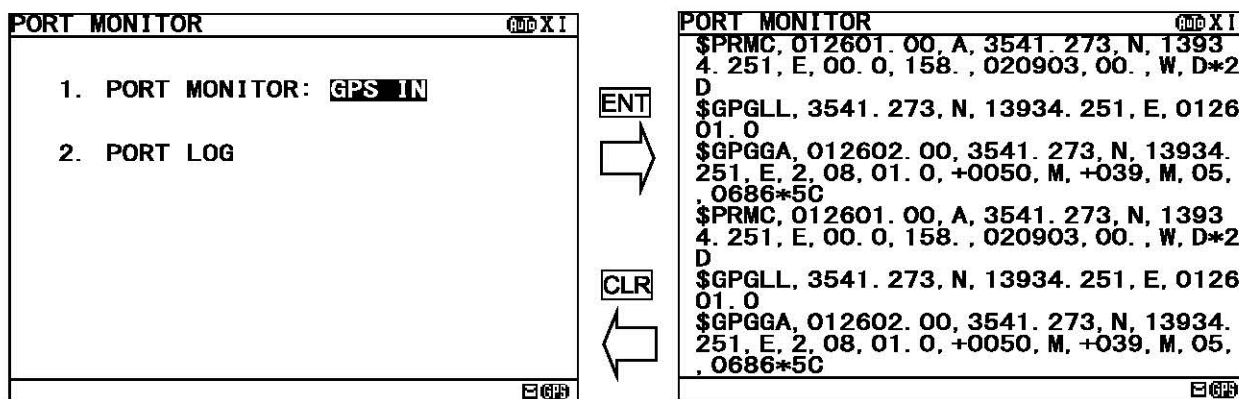 PORT MONITOR AUTO X I
1. PORT MONITOR: GPS IN
2. PORT LOG
GPS
ENT
CLR
PORT MONITOR AUTO X I
$PRMC, 012601. 00, A, 3541. 273, N, 1393
4. 251, E, 00. 0, 158. , 020903, 00. , W, D*2
D
$GPGLL, 3541. 273, N, 13934. 251, E, 0126
01. 0
$GPGGA, 012602. 00, 3541. 273, N, 13934.
251, E, 2, 08, 01. 0, +0050, M, +039, M, 05,
, 0686*5C
$PRMC, 012601. 00, A, 3541. 273, N, 1393
4. 251, E, 00. 0, 158. , 020903, 00. , W, D*2
D
$GPGLL, 3541. 273, N, 13934. 251, E, 0126
01. 0
$GPGGA, 012602. 00, 3541. 273, N, 13934.
251, E, 2, 08, 01. 0, +0050, M, +039, M, 05,
, 0686*5C
GPS